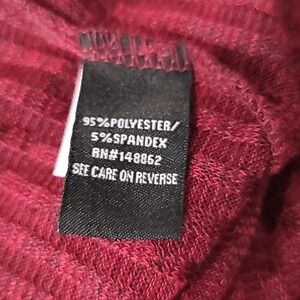 95%POLYESTER/
5%SPANDEX
RN#148862
SEE CARE ON REVERSE